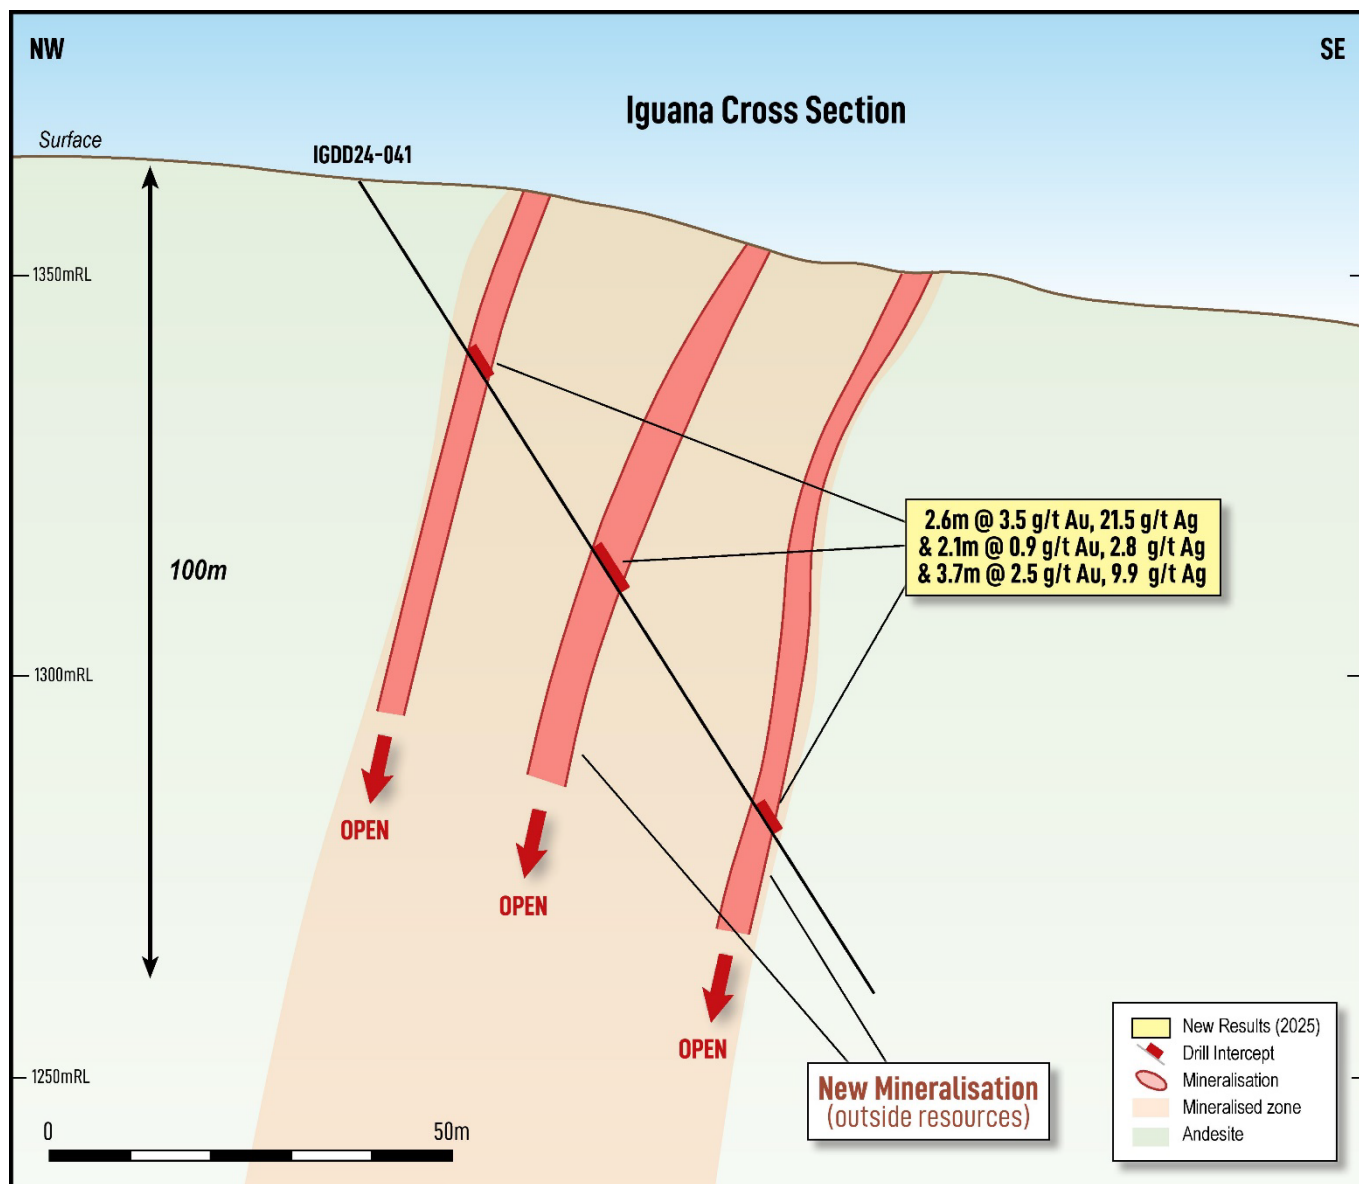 NW
SE
Iguana Cross Section
Surface
IGDD24-041
1350mRL
2.6m @ 3.5 g/t Au, 21.5 g/t Ag
& 2.1m @ 0.9 g/t Au, 2.8 g/t Ag
& 3.7m @ 2.5 g/t Au, 9.9 g/t Ag
100m
1300mRL
OPEN
OPEN
OPEN
New Results (2025)
Drill Intercept
Mineralisation
Mineralised zone
Andesite
New Mineralisation
(outside resources)
1250mRL
0
50m